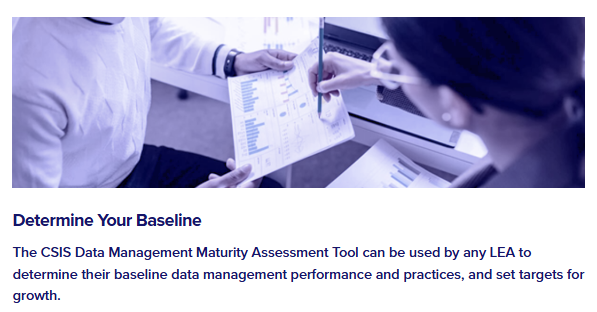 Determine Your Baseline
The CSIS Data Management Maturity Assessment Tool can be used by any LEA to
determine their baseline data management performance and practices, and set targets for
growth.